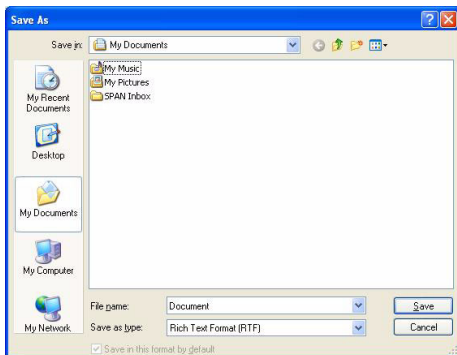 Save As
Save in: My Documents
My Music
My Pictures
SPAN Inbox
My Recent
Documents
Desktop
My Documents
My Computer
My Network
File name: Document Save
Save as type: Rich Text Format (RTF) Cancel
Save in this format by default